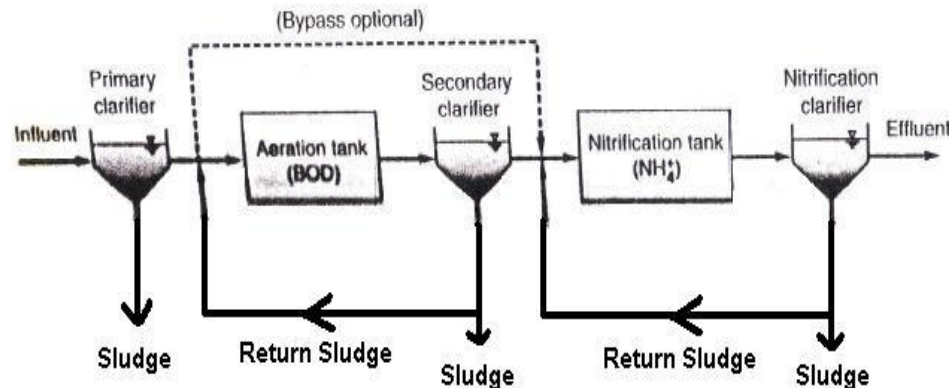 (Bypass optional)
Primary
clarifier
Secondary
clarifier
Nitrification
clarifier
Influent
Aeration tank
(BOD)
Nitrification tank
(NH₄⁺)
Effluent
Sludge
Return Sludge
Sludge
Return Sludge
Sludge